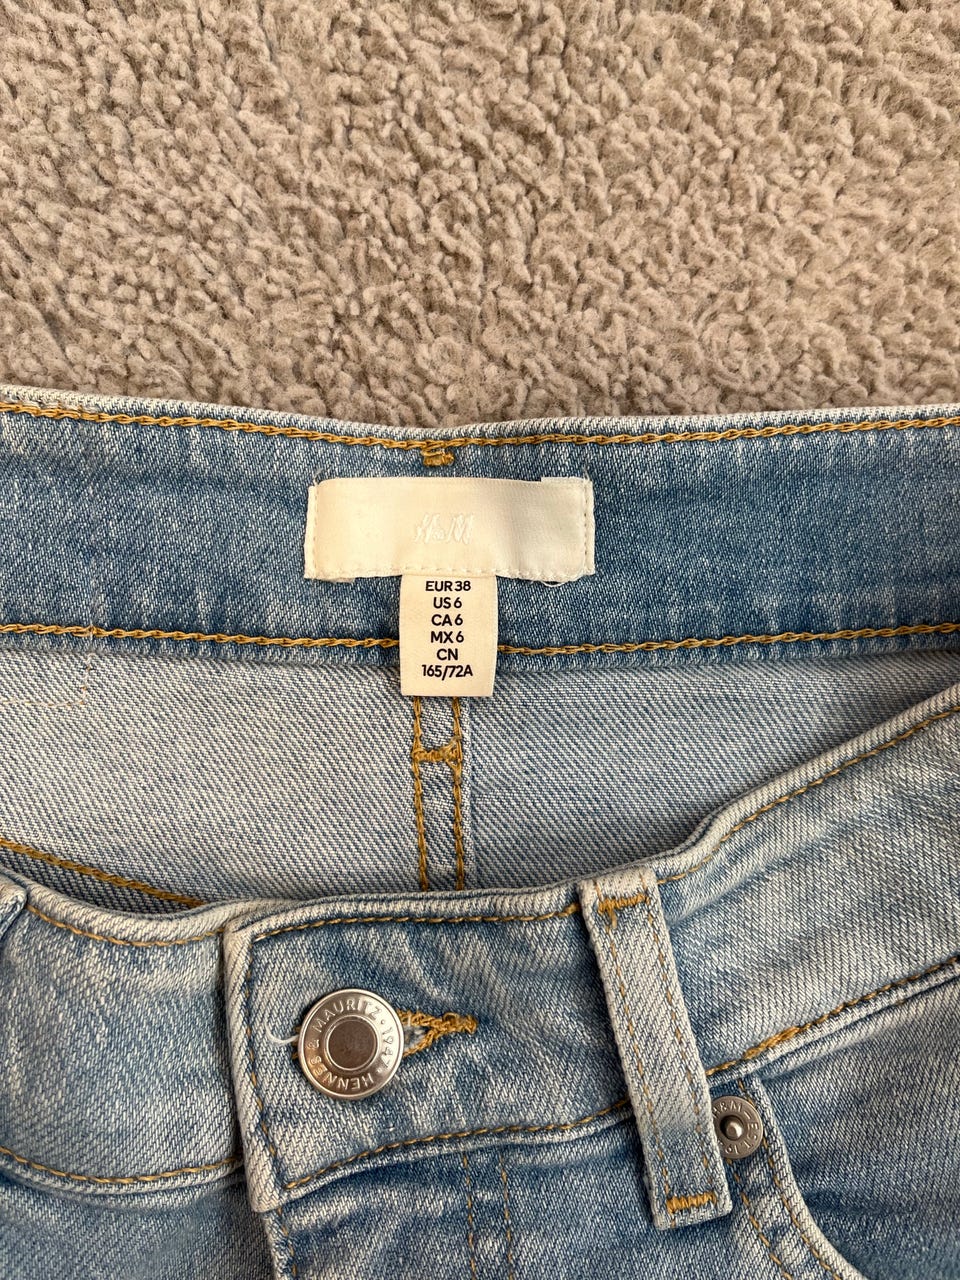 H&M
EUR 38
US 6
CA 6
MX 6
CN
165/72A
HENNES & MAURITZ • 1947 •